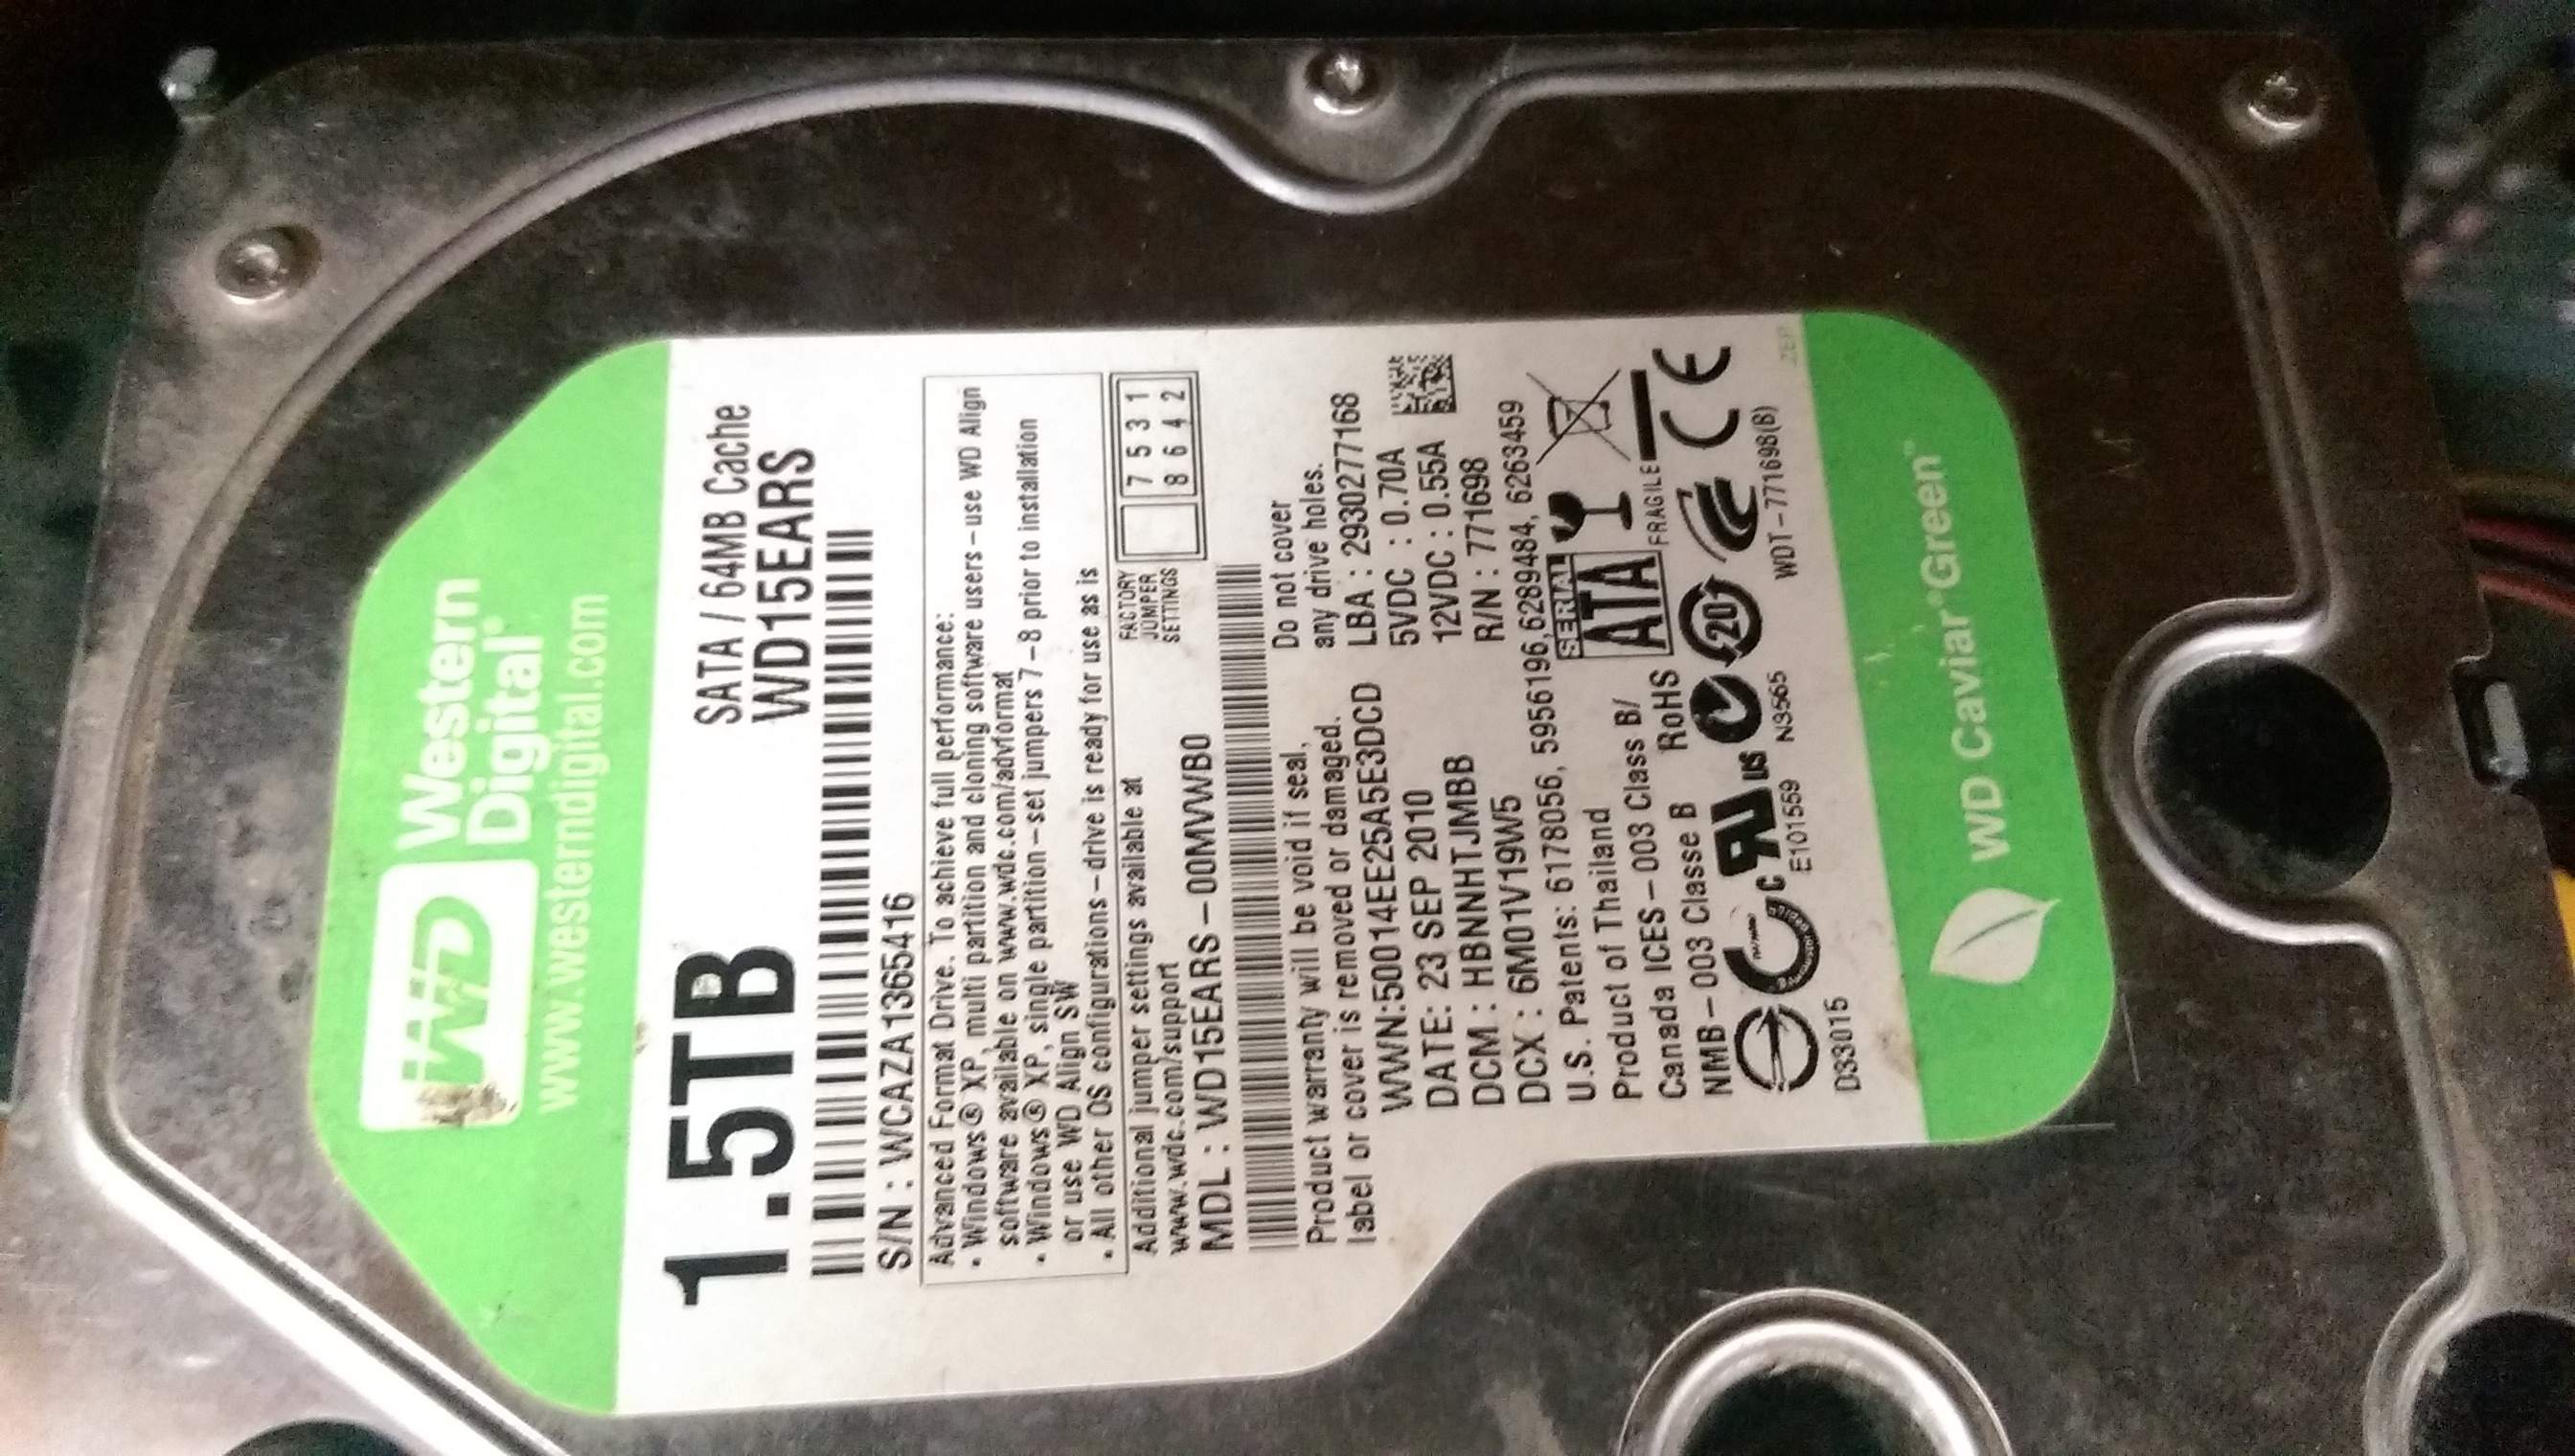 WD Western
Digital®
www.westerndigital.com
1.5TB
SATA / 64MB Cache
WD15EARS
S/N : WCAZA1365416
Advanced Format Drive. To achieve full performance:
• Windows® XP, multi partition and cloning software users-use WD Align
software available on www.wdc.com/advformat
• Windows® XP, single partition-set jumpers 7-8 prior to installation
or use WD Align SW
• All other OS configurations-drive is ready for use as is
Additional jumper settings available at
www.wdc.com/support
FACTORY
JUMPER
SETTINGS
7 5 3 1
8 6 4 2
MDL : WD15EARS-00MVWB0
Product warranty will be void if seal,
label or cover is removed or damaged.
Do not cover
any drive holes.
WWN:50014EE25A5E3DCD
LBA : 2930277168
DATE: 23 SEP 2010
5VDC : 0.70A
DCM : HBNNHTJMBB
12VDC : 0.55A
DCX : 6M01V19W5
R/N : 771698
U.S. Patents: 6178056, 5956196,6289484, 6263459
Product of Thailand
Canada ICES-003 Class B/
NMB-003 Classe B
RoHS
SERIAL
ATA
FRAGILE
D33015
c RU us
E101559
20
N3565
CE
WDT-771698(B)
WD Caviar® Green™